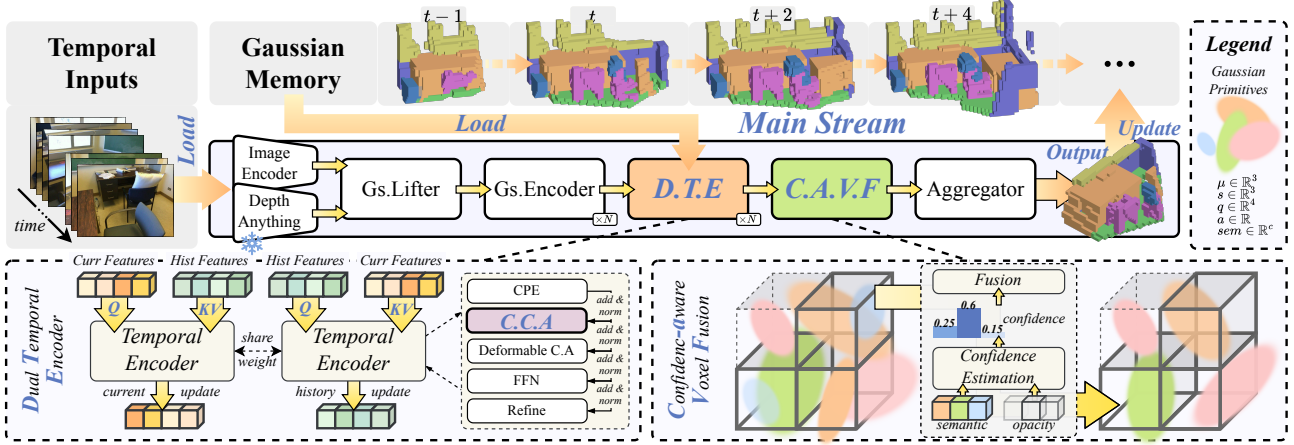 Temporal
Inputs
Gaussian
Memory
t − 1
t
t + 2
t + 4
...
Legend
Gaussian
Primitives
μ ∈ ℝ³
s ∈ ℝ³
q ∈ ℝ⁴
a ∈ ℝ
sem ∈ ℝᶜ
Load
Load
Main Stream
Update
Output
time
Image
Encoder
Depth
Anything
Gs.Lifter
Gs.Encoder
×N
D.T.E
×N
C.A.V.F
Aggregator
Dual Temporal
Encoder
Curr Features
Hist Features
Hist Features
Curr Features
Q
KV
Q
KV
Temporal
Encoder
share
weight
Temporal
Encoder
current update
history update
CPE
add &
norm
C.C.A
add &
norm
Deformable C.A
add &
norm
FFN
add &
norm
Refine
Confidenc-aware
Voxel Fusion
Fusion
0.25
0.6
0.15
confidence
Confidence
Estimation
semantic
opacity